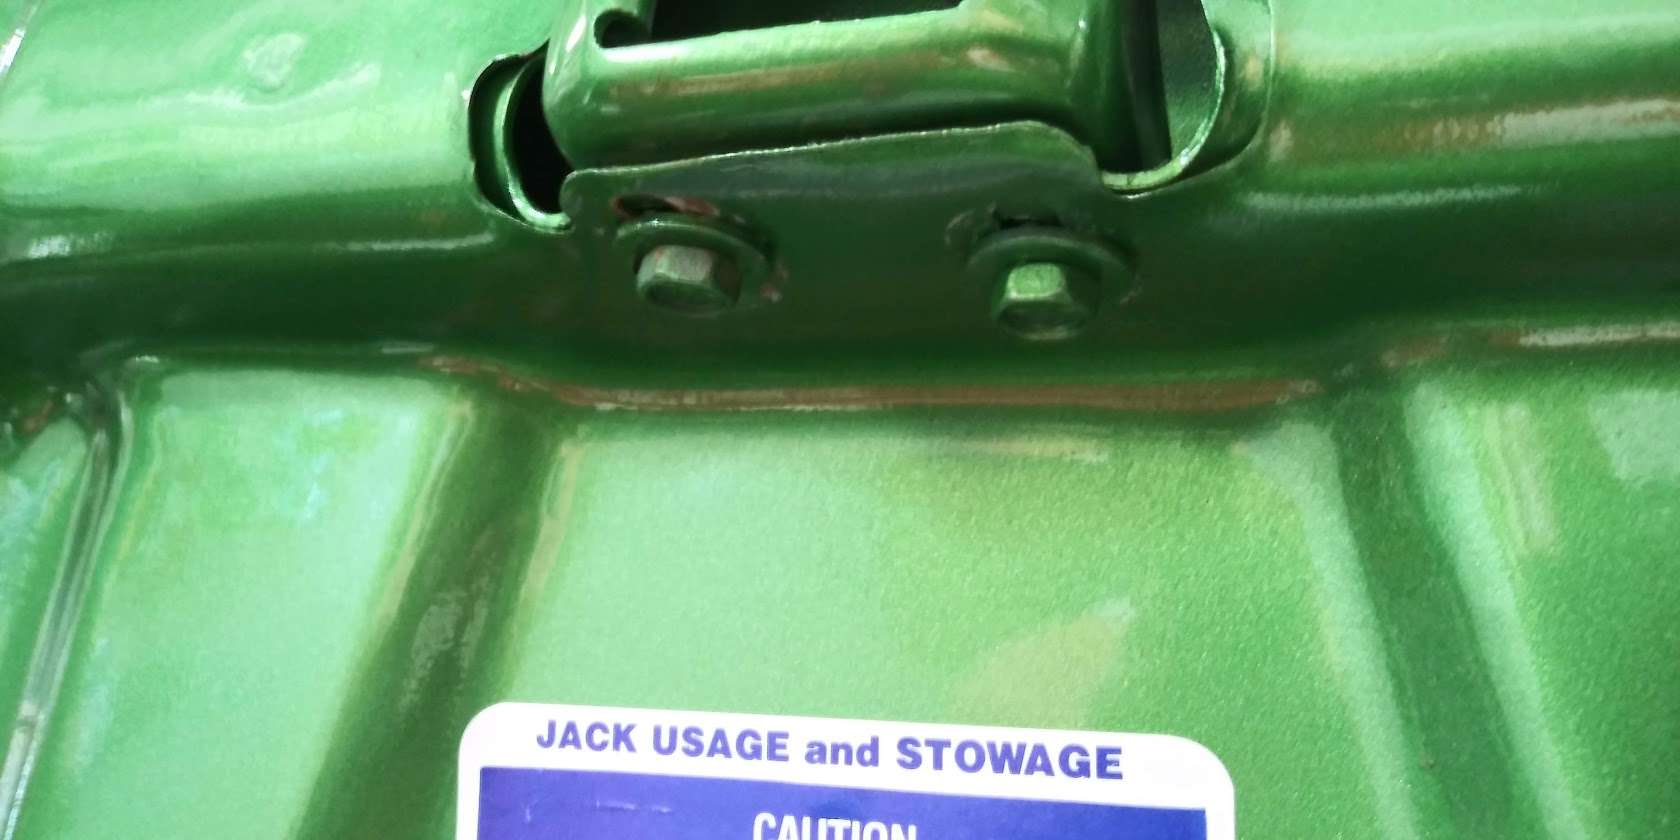 JACK USAGE and STOWAGE
CAUTION